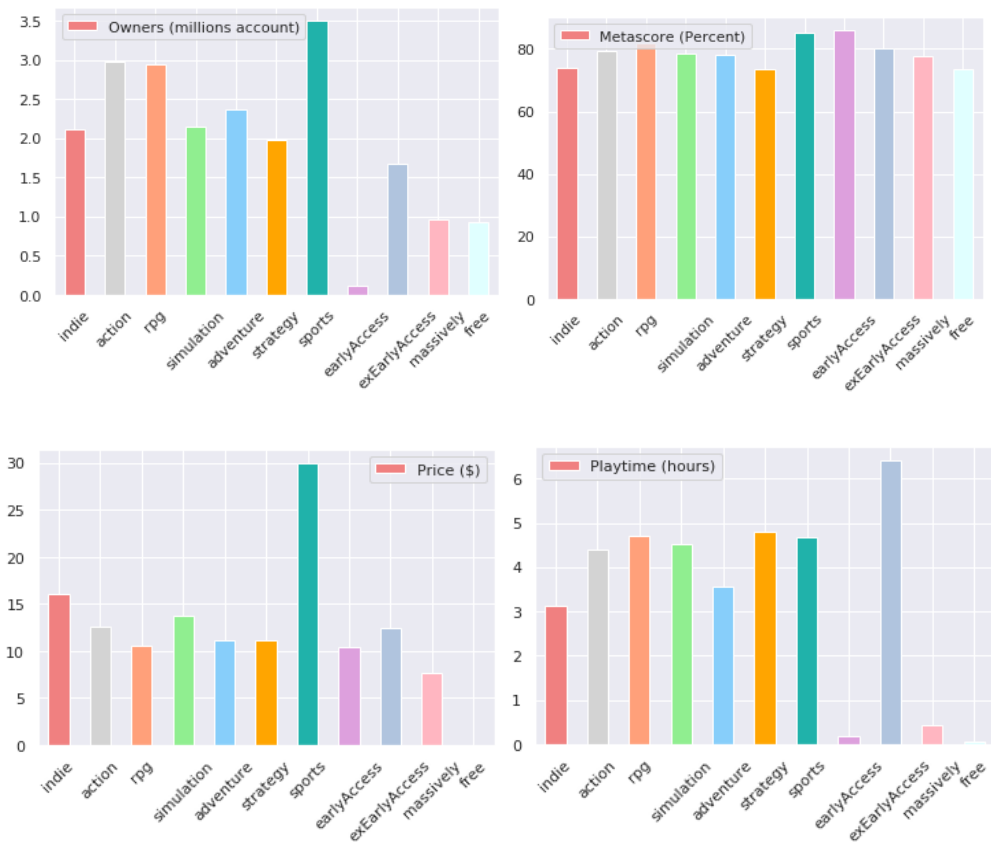 Owners (millions account)
3.5
3.0
2.5
2.0
1.5
1.0
0.5
0.0
indie
action
rpg
simulation
adventure
strategy
sports
earlyAccess
exEarlyAccess
massively
free
Metascore (Percent)
80
60
40
20
0
indie
action
rpg
simulation
adventure
strategy
sports
earlyAccess
exEarlyAccess
massively
free
Price ($)
30
25
20
15
10
5
0
indie
action
rpg
simulation
adventure
strategy
sports
earlyAccess
exEarlyAccess
massively
free
Playtime (hours)
6
5
4
3
2
1
0
indie
action
rpg
simulation
adventure
strategy
sports
earlyAccess
exEarlyAccess
massively
free